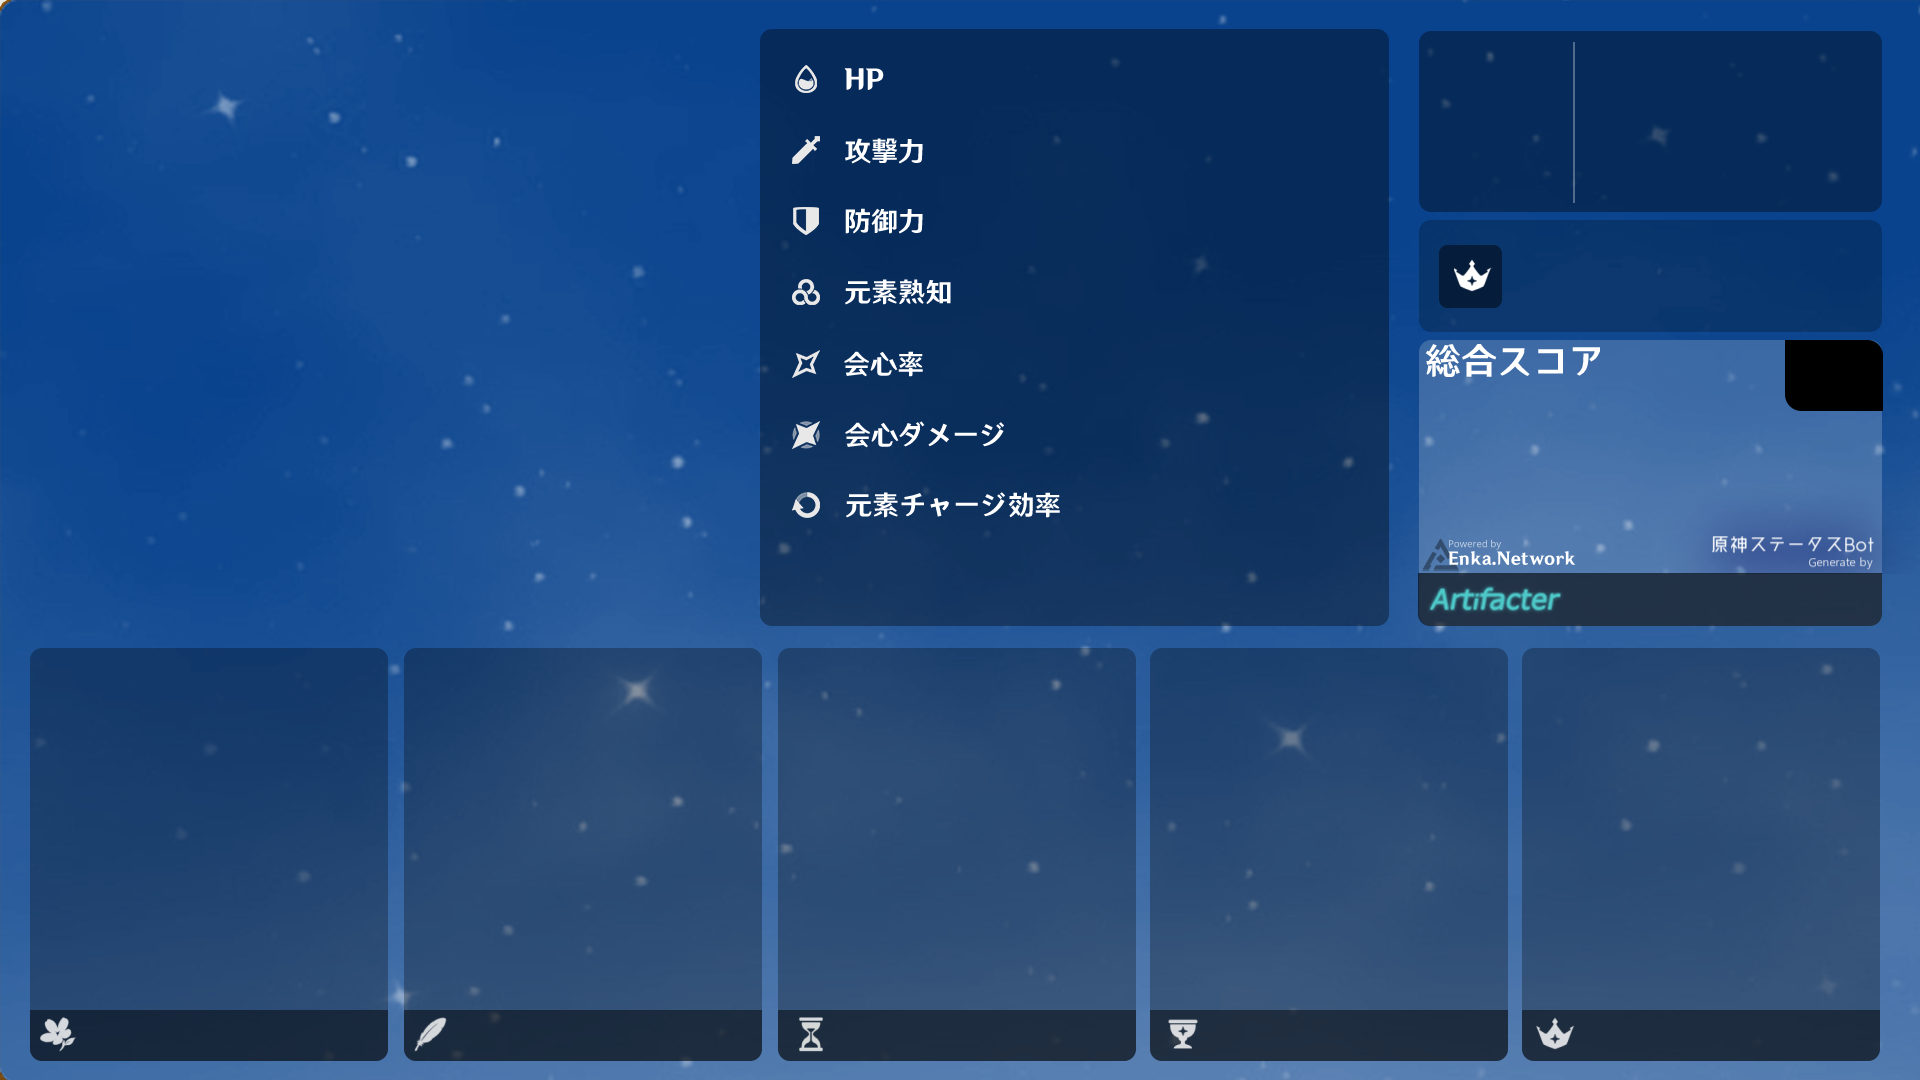 HP
攻撃力
防御力
元素熟知
会心率
会心ダメージ
元素チャージ効率
総合スコア
Powered by
Enka.Network
原神ステータスBot
Generate by
Artifacter